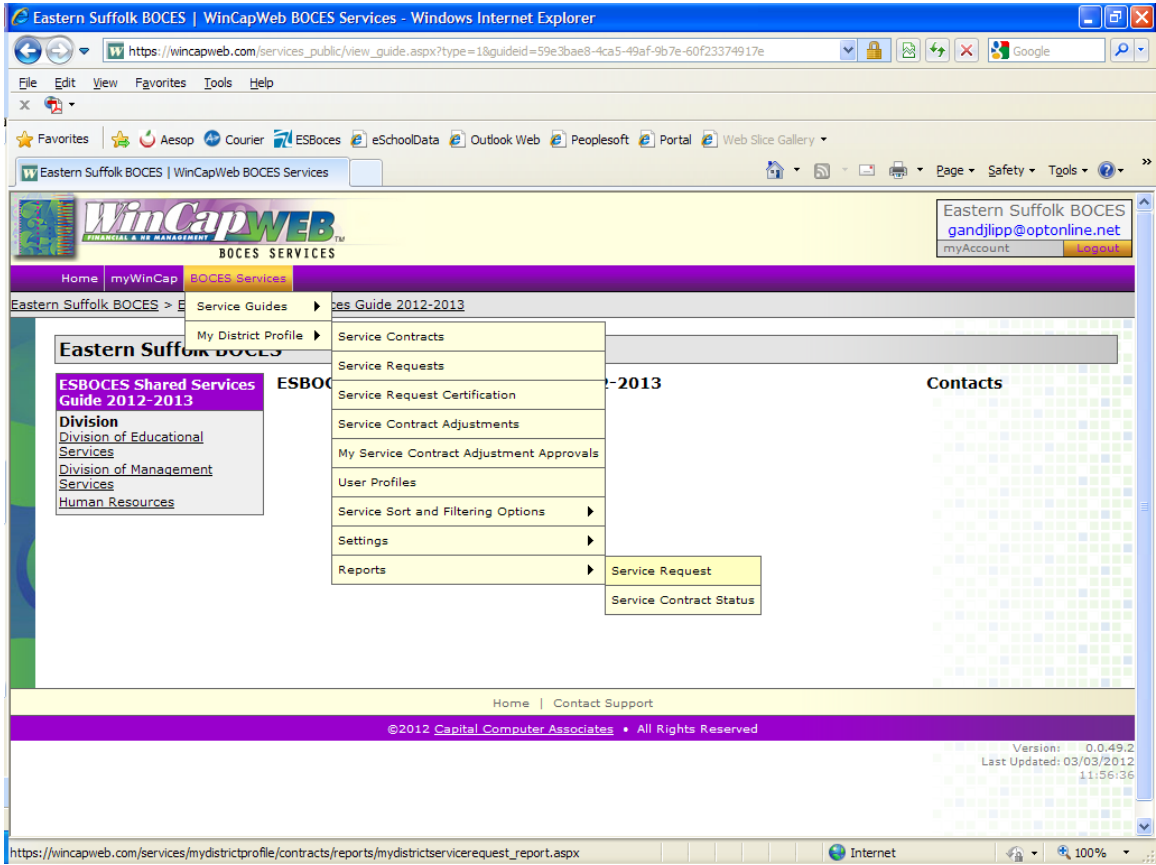 Eastern Suffolk BOCES | WinCapWeb BOCES Services - Windows Internet Explorer
https://wincapweb.com/services_public/view_guide.aspx?type=1&guideid=59e3bae8-4ca5-49af-9b7e-60f23374917e
Google
File Edit View Favorites Tools Help
x
Favorites Aesop Courier ESBoces eSchoolData Outlook Web Peoplesoft Portal Web Slice Gallery
Eastern Suffolk BOCES | WinCapWeb BOCES Services
Page Safety Tools »
WinCapWEB TM
FINANCIAL & HR MANAGEMENT
BOCES SERVICES
Eastern Suffolk BOCES
gandjlipp@optonline.net
myAccount Logout
Home myWinCap BOCES Services
Eastern Suffolk BOCES > E ces Guide 2012-2013
Service Guides
My District Profile
Service Contracts
Service Requests
Service Request Certification
Service Contract Adjustments
My Service Contract Adjustment Approvals
User Profiles
Service Sort and Filtering Options
Settings
Reports
Service Request
Service Contract Status
Eastern Suffolk BOCES
ESBOCES Shared Services
Guide 2012-2013
Division
Division of Educational
Services
Division of Management
Services
Human Resources
ESBOC 2-2013
Contacts
Home | Contact Support
©2012 Capital Computer Associates • All Rights Reserved
Version: 0.0.49.2
Last Updated: 03/03/2012
11:56:36
https://wincapweb.com/services/mydistrictprofile/contracts/reports/mydistrictservicerequest_report.aspx
Internet
100%